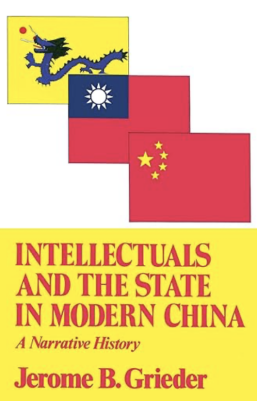 INTELLECTUALS
AND THE STATE
IN MODERN CHINA
A Narrative History
Jerome B. Grieder